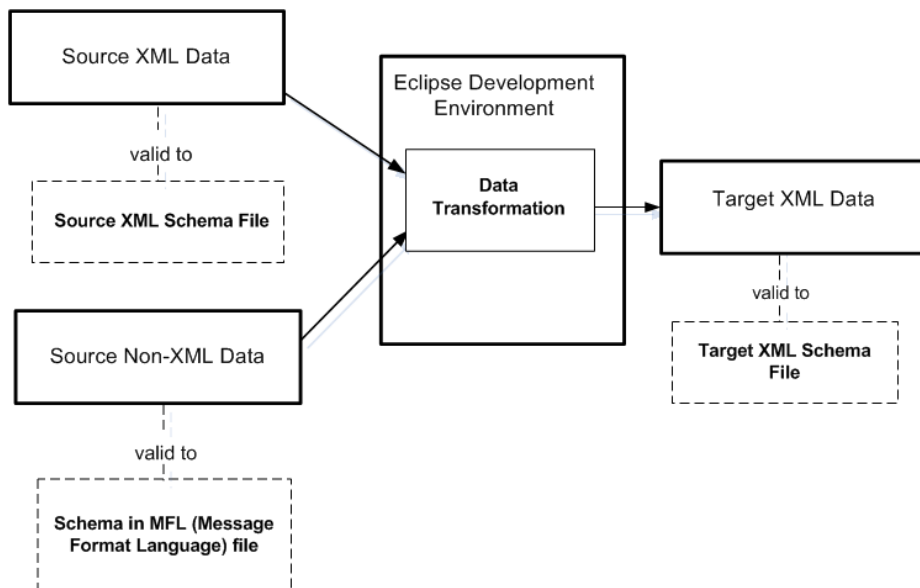 Source XML Data
valid to
Source XML Schema File
Source Non-XML Data
valid to
Schema in MFL (Message
Format Language) file
Eclipse Development
Environment
Data
Transformation
Target XML Data
valid to
Target XML Schema
File